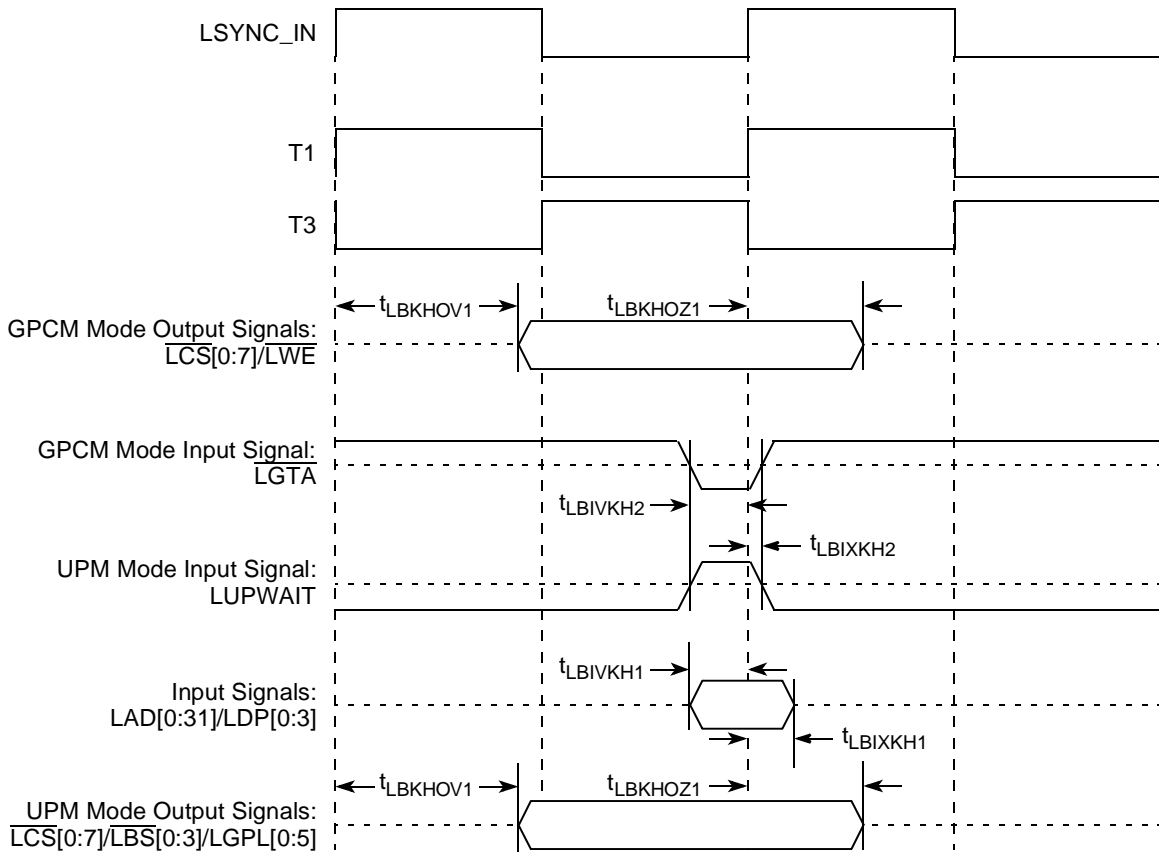 LSYNC_IN
T1
T3
tLBKHOV1
tLBKHOZ1
GPCM Mode Output Signals:
LCS[0:7]/LWE
GPCM Mode Input Signal:
LGTA
tLBIVKH2
tLBIXKH2
UPM Mode Input Signal:
LUPWAIT
tLBIVKH1
Input Signals:
LAD[0:31]/LDP[0:3]
tLBIXKH1
tLBKHOV1
tLBKHOZ1
UPM Mode Output Signals:
LCS[0:7]/LBS[0:3]/LGPL[0:5]